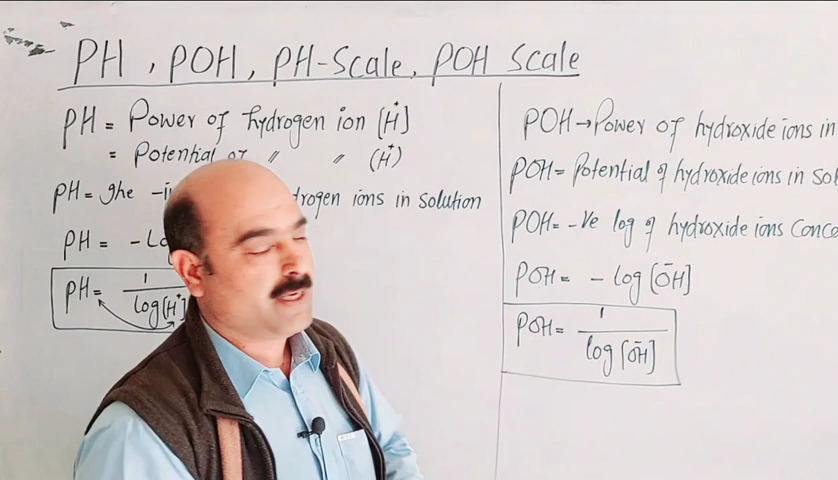 PH , POH , PH-Scale, POH Scale
PH = Power of hydrogen ion [H⁺]
= Potential of 〃 〃 (H⁺)
PH = The -i drogen ions in Solution
PH = - Lo
PH = 1 / log[H⁺]
POH → Power of hydroxide ions in
POH = Potential of hydroxide ions in Sol
POH = -Ve log of hydroxide ions Conce
POH = - log [OH⁻]
POH = 1 / log [OH⁻]